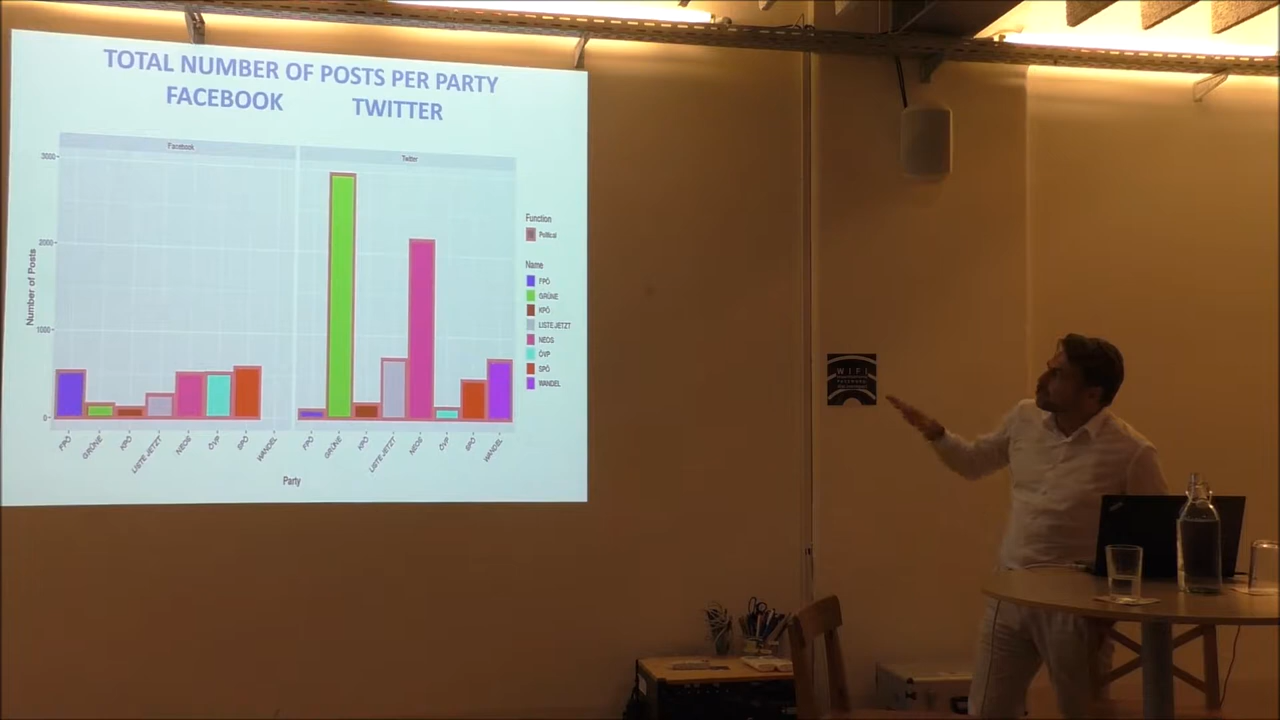 TOTAL NUMBER OF POSTS PER PARTY
FACEBOOK TWITTER
Facebook
Twitter
3000
2000
1000
0
Number of Posts
FPÖ
GRÜNE
KPÖ
LISTE JETZT
NEOS
ÖVP
SPÖ
WANDEL
FPÖ
GRÜNE
KPÖ
LISTE JETZT
NEOS
ÖVP
SPÖ
WANDEL
Party
Function
Political
Name
FPÖ
GRÜNE
KPÖ
LISTE JETZT
NEOS
ÖVP
SPÖ
WANDEL
WIFI